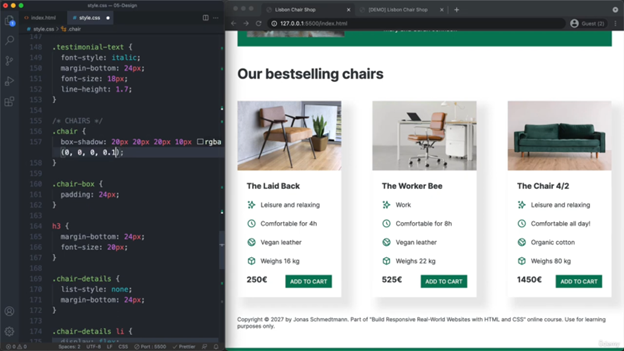 style.css — 05-Design
index.html
style.css
style.css > .chair
147
148 .testimonial-text {
149 font-style: italic;
150 margin-bottom: 24px;
151 font-size: 18px;
152 line-height: 1.7;
153 }
154
155 /* CHAIRS */
156 .chair {
157 box-shadow: 20px 20px 20px 10px rgba
(0, 0, 0, 0.1);
158 }
159
160 .chair-box {
161 padding: 24px;
162 }
163
164 h3 {
165 margin-bottom: 24px;
166 font-size: 20px;
167 }
168
169 .chair-details {
170 list-style: none;
171 margin-bottom: 24px;
172 }
173
174 .chair-details li {
Spaces: 2 UTF-8 LF CSS Port : 5500 Prettier
Lisbon Chair Shop
[DEMO] Lisbon Chair Shop
127.0.0.1:5500/index.html
Guest (2)
Our bestselling chairs
The Laid Back
Leisure and relaxing
Comfortable for 4h
Vegan leather
Weighs 16 kg
250€ ADD TO CART
The Worker Bee
Work
Comfortable for 8h
Vegan leather
Weighs 22 kg
525€ ADD TO CART
The Chair 4/2
Leisure and relaxing
Comfortable all day!
Organic cotton
Weighs 80 kg
1450€ ADD TO CART
Copyright © 2027 by Jonas Schmedtmann. Part of "Build Responsive Real-World Websites with HTML and CSS" online course. Use for learning
purposes only.